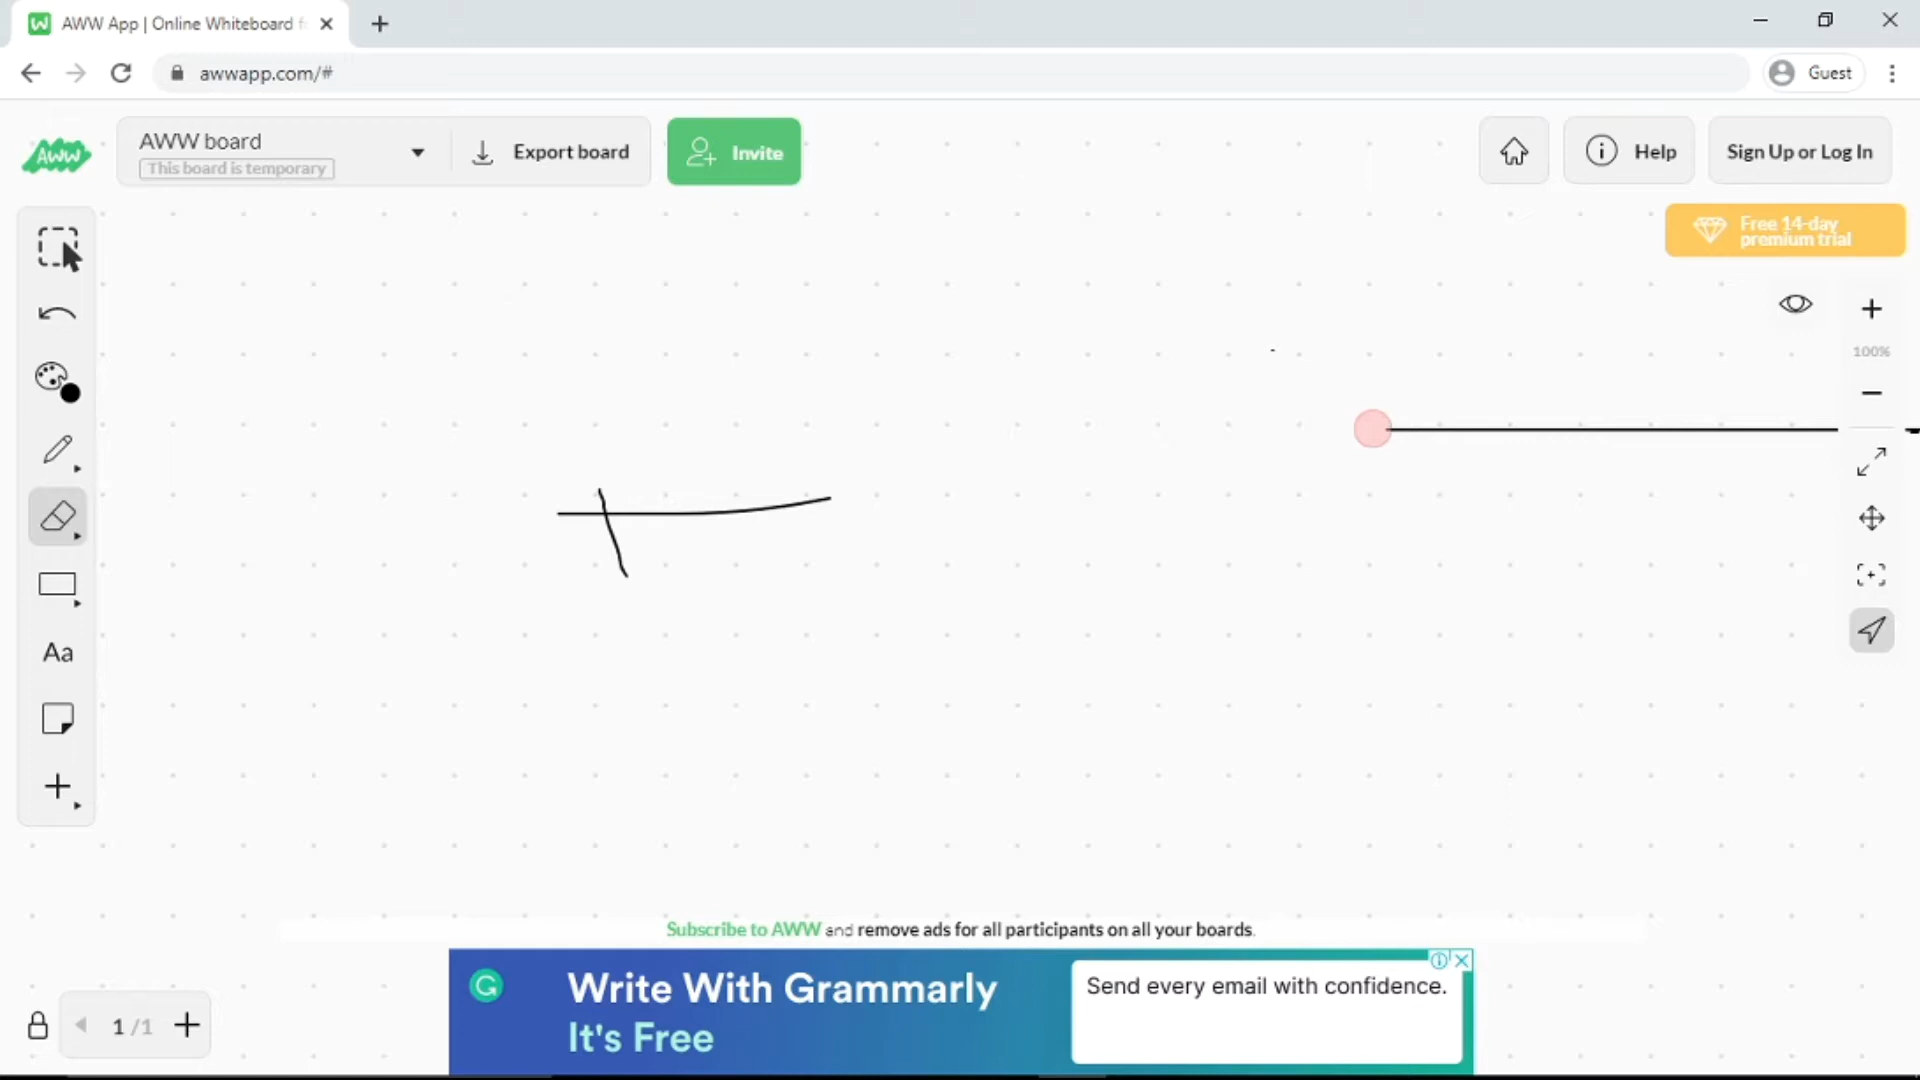 AWW App | Online Whiteboard f
awwapp.com/#
Guest
AWW
AWW board
This board is temporary
Export board
Invite
Help
Sign Up or Log In
Free 14-day
premium trial
100%
Aa
Subscribe to AWW and remove ads for all participants on all your boards.
Write With Grammarly
It's Free
Send every email with confidence.
1 /1